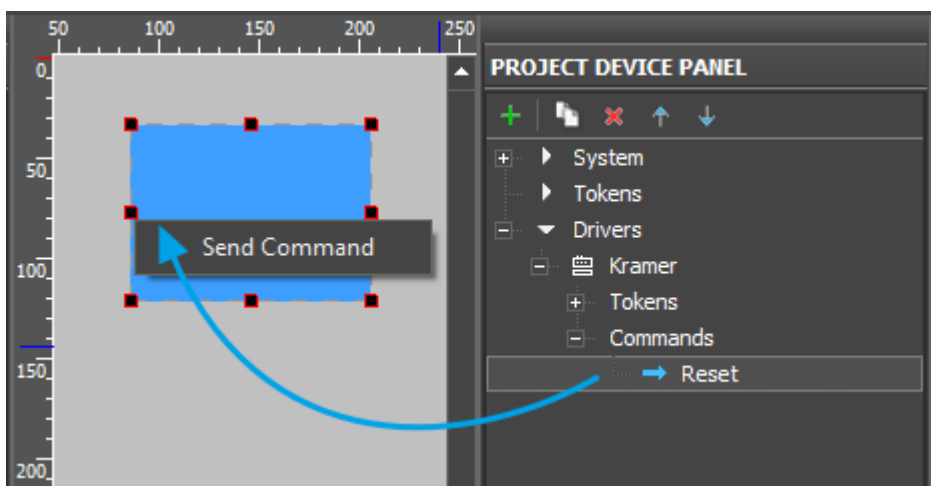 50 100 150 200 250
PROJECT DEVICE PANEL
0
50
100
150
200
Send Command
System
Tokens
Drivers
Kramer
Tokens
Commands
Reset